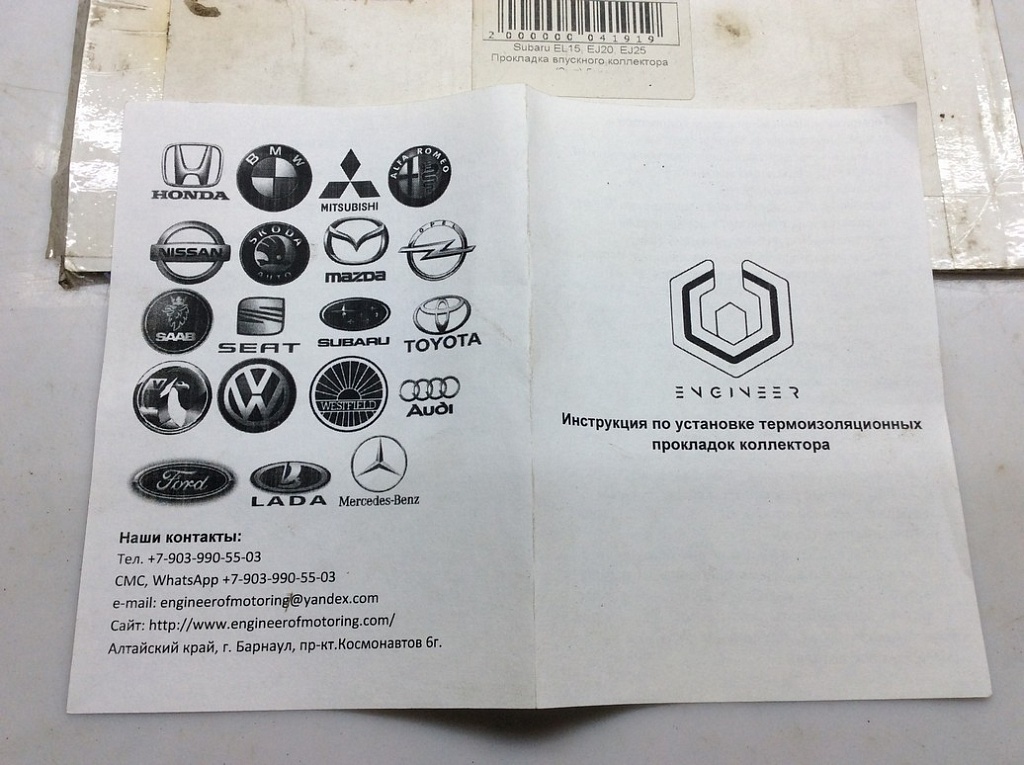 2 000000 041919
Subaru EL15, EJ20, EJ25
Прокладка впускного коллектора
HONDA
BMW
MITSUBISHI
ALFA ROMEO
NISSAN
SKODA
AUTO
mazda
OPEL
SAAB
SEAT
SUBARU
TOYOTA
WESTFIELD
Audi
Ford
LADA
Mercedes-Benz
Наши контакты:
Тел. +7-903-990-55-03
СМС, WhatsApp +7-903-990-55-03
e-mail: engineerofmotoring@yandex.com
Сайт: http://www.engineerofmotoring.com/
Алтайский край, г. Барнаул, пр-кт.Космонавтов 6г.
ENGINEER
Инструкция по установке термоизоляционных
прокладок коллектора